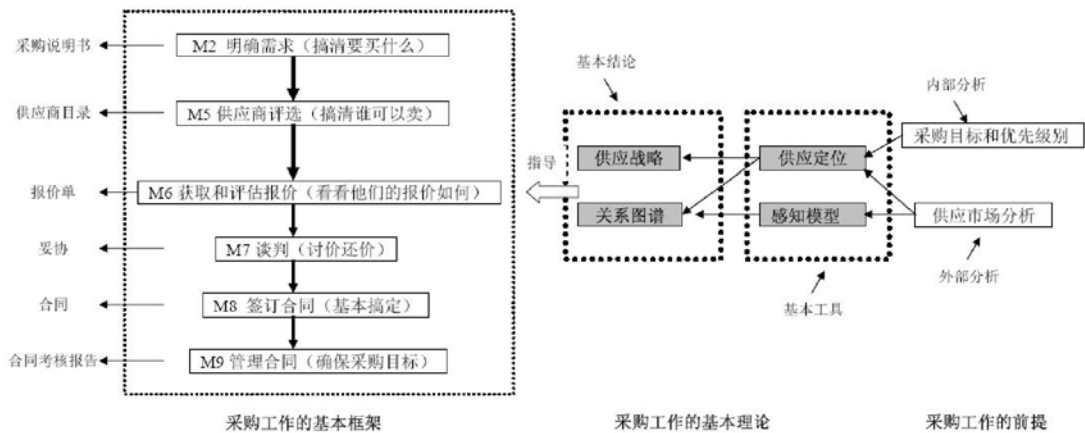 采购说明书
M2 明确需求（搞清要买什么）
供应商目录
M5 供应商评选（搞清谁可以卖）
报价单
M6 获取和评估报价（看看他们的报价如何）
妥协
M7 谈判（讨价还价）
合同
M8 签订合同（基本搞定）
合同考核报告
M9 管理合同（确保采购目标）
采购工作的基本框架
指导
基本结论
供应战略
关系图谱
供应定位
感知模型
基本工具
采购工作的基本理论
内部分析
采购目标和优先级别
供应市场分析
外部分析
采购工作的前提